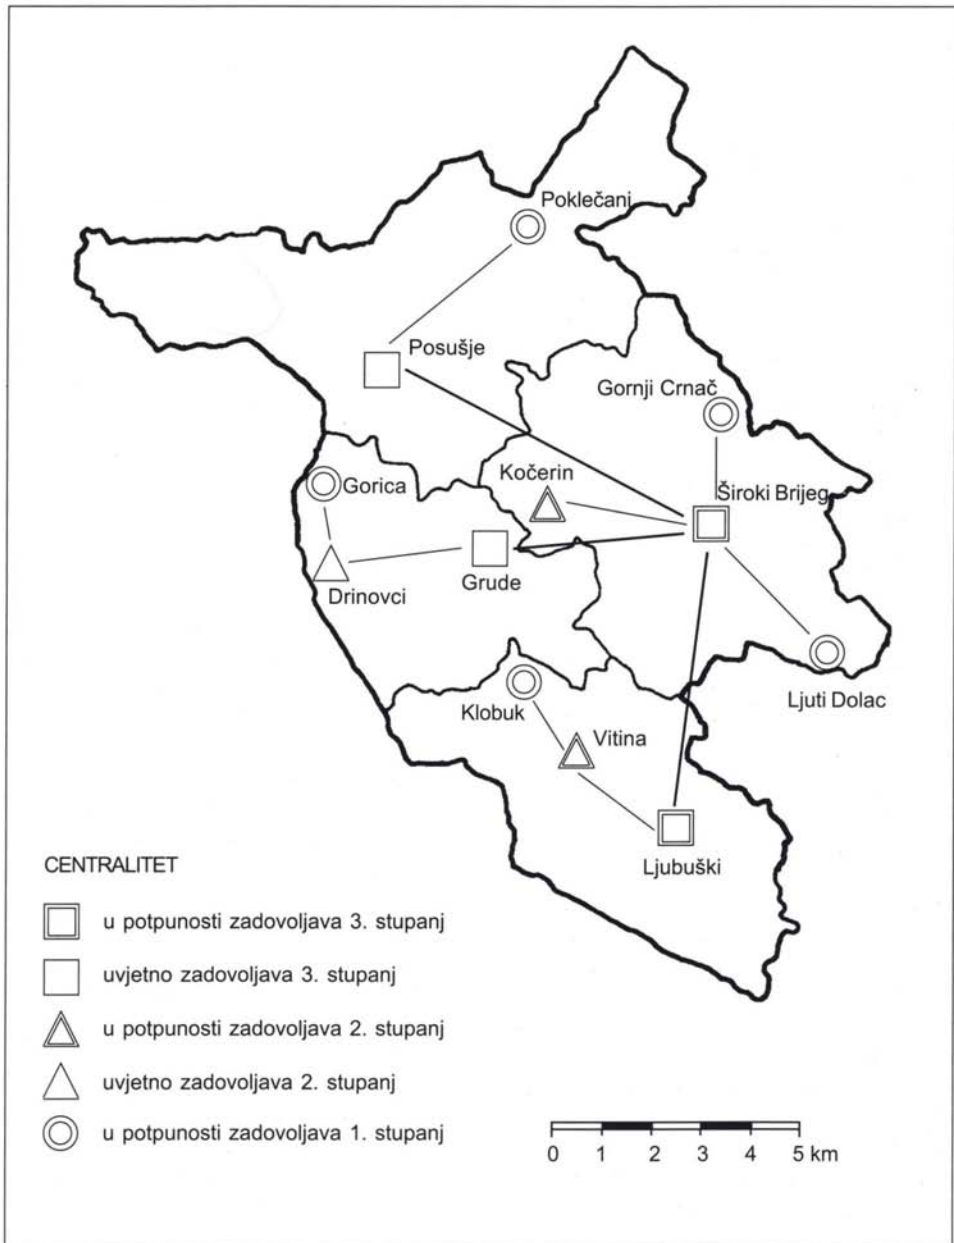 Poklečani
Posušje
Gornji Crnač
Kočerin
Široki Brijeg
Gorica
Grude
Drinovci
Ljuti Dolac
Klobuk
Vitina
Ljubuški
CENTRALITET
u potpunosti zadovoljava 3. stupanj
uvjetno zadovoljava 3. stupanj
u potpunosti zadovoljava 2. stupanj
uvjetno zadovoljava 2. stupanj
u potpunosti zadovoljava 1. stupanj
0 1 2 3 4 5 km